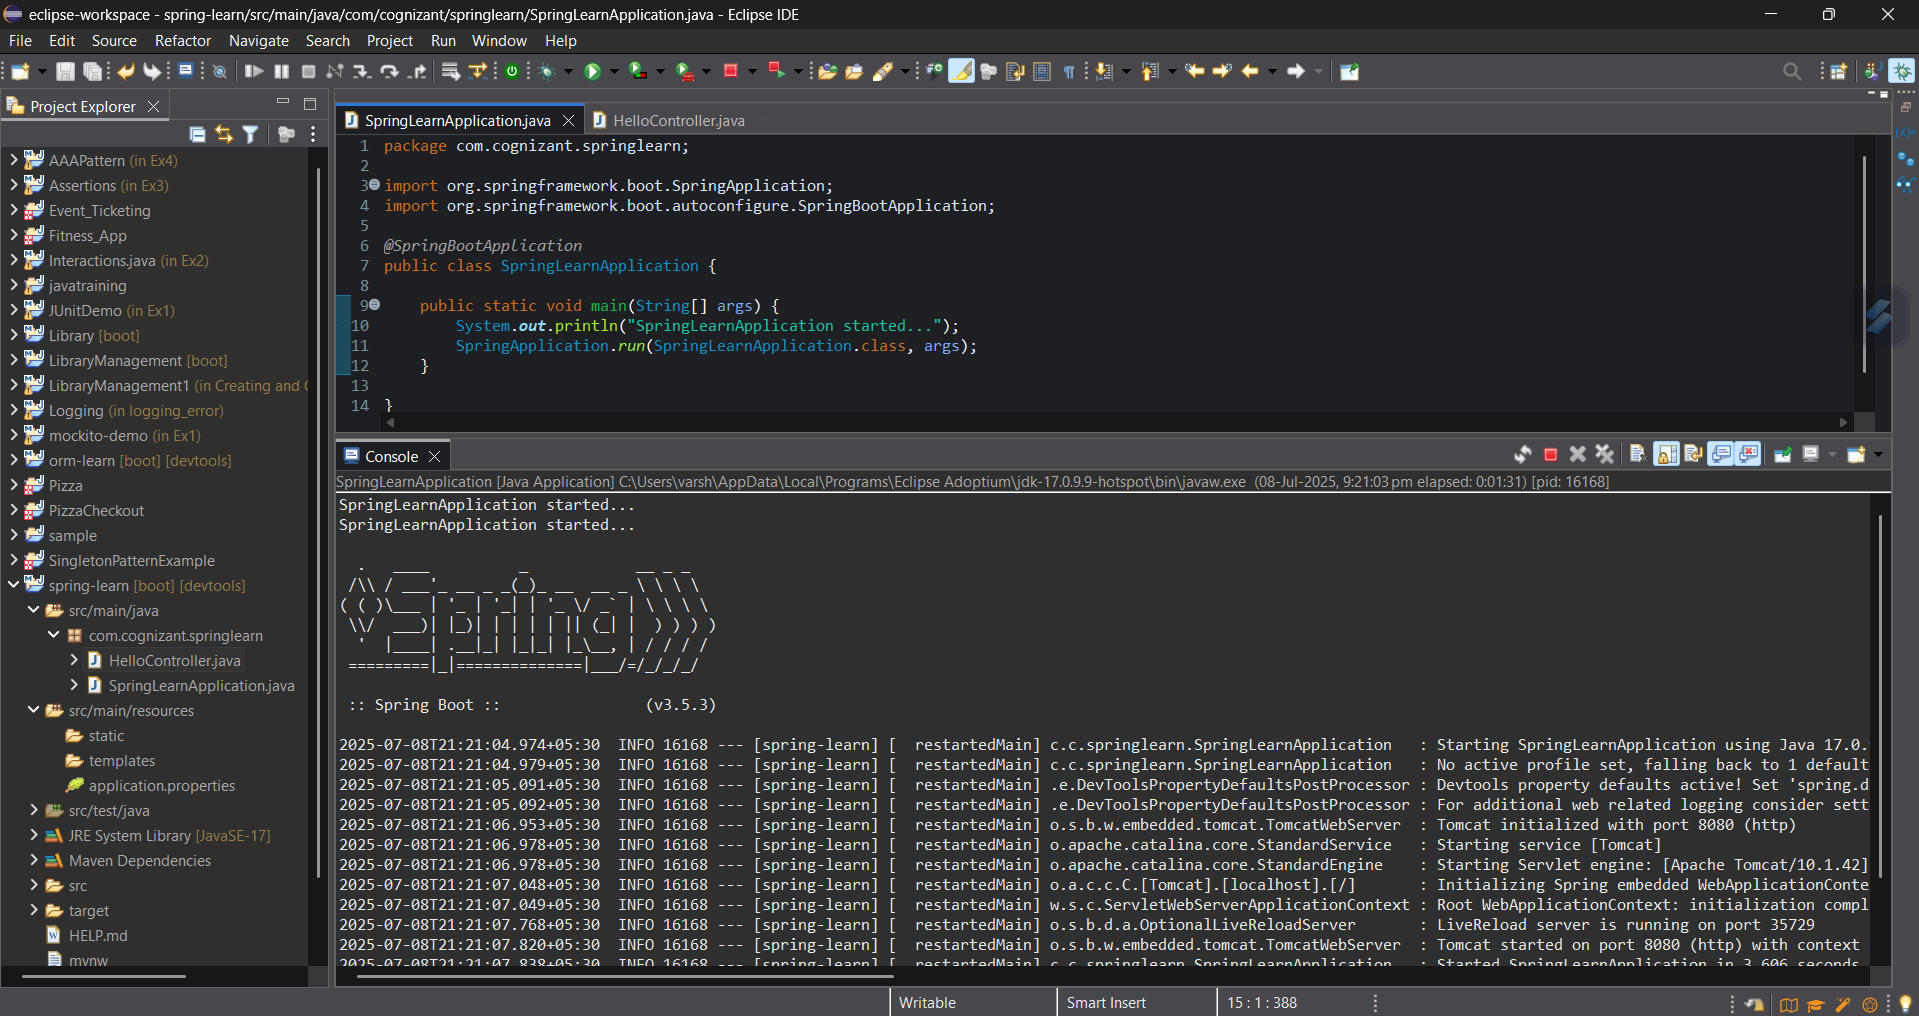 eclipse-workspace - spring-learn/src/main/java/com/cognizant/springlearn/SpringLearnApplication.java - Eclipse IDE
File Edit Source Refactor Navigate Search Project Run Window Help
Project Explorer
AAAPattern (in Ex4)
Assertions (in Ex3)
Event_Ticketing
Fitness_App
Interactions.java (in Ex2)
javatraining
JUnitDemo (in Ex1)
Library [boot]
LibraryManagement [boot]
LibraryManagement1 (in Creating and
Logging (in logging_error)
mockito-demo (in Ex1)
orm-learn [boot] [devtools]
Pizza
PizzaCheckout
sample
SingletonPatternExample
spring-learn [boot] [devtools]
src/main/java
com.cognizant.springlearn
HelloController.java
SpringLearnApplication.java
src/main/resources
static
templates
application.properties
src/test/java
JRE System Library [JavaSE-17]
Maven Dependencies
src
target
HELP.md
mvnw
SpringLearnApplication.java HelloController.java
1 package com.cognizant.springlearn;
2
3 import org.springframework.boot.SpringApplication;
4 import org.springframework.boot.autoconfigure.SpringBootApplication;
5
6 @SpringBootApplication
7 public class SpringLearnApplication {
8
9 public static void main(String[] args) {
10 System.out.println("SpringLearnApplication started...");
11 SpringApplication.run(SpringLearnApplication.class, args);
12 }
13
14 }
Console
SpringLearnApplication [Java Application] C:\Users\varsh\AppData\Local\Programs\Eclipse Adoptium\jdk-17.0.9.9-hotspot\bin\javaw.exe (08-Jul-2025, 9:21:03 pm elapsed: 0:01:31) [pid: 16168]
SpringLearnApplication started...
SpringLearnApplication started...
Spring
:: Spring Boot :: (v3.5.3)
2025-07-08T21:21:04.974+05:30 INFO 16168 --- [spring-learn] [ restartedMain] c.c.springlearn.SpringLearnApplication : Starting SpringLearnApplication using Java 17.0.
2025-07-08T21:21:04.979+05:30 INFO 16168 --- [spring-learn] [ restartedMain] c.c.springlearn.SpringLearnApplication : No active profile set, falling back to 1 default
2025-07-08T21:21:05.091+05:30 INFO 16168 --- [spring-learn] [ restartedMain] .e.DevToolsPropertyDefaultsPostProcessor : Devtools property defaults active! Set 'spring.d
2025-07-08T21:21:05.092+05:30 INFO 16168 --- [spring-learn] [ restartedMain] .e.DevToolsPropertyDefaultsPostProcessor : For additional web related logging consider sett
2025-07-08T21:21:06.953+05:30 INFO 16168 --- [spring-learn] [ restartedMain] o.s.b.w.embedded.tomcat.TomcatWebServer : Tomcat initialized with port 8080 (http)
2025-07-08T21:21:06.978+05:30 INFO 16168 --- [spring-learn] [ restartedMain] o.apache.catalina.core.StandardService : Starting service [Tomcat]
2025-07-08T21:21:06.978+05:30 INFO 16168 --- [spring-learn] [ restartedMain] o.apache.catalina.core.StandardEngine : Starting Servlet engine: [Apache Tomcat/10.1.42]
2025-07-08T21:21:07.048+05:30 INFO 16168 --- [spring-learn] [ restartedMain] o.a.c.c.C.[Tomcat].[localhost].[/] : Initializing Spring embedded WebApplicationConte
2025-07-08T21:21:07.049+05:30 INFO 16168 --- [spring-learn] [ restartedMain] w.s.c.ServletWebServerApplicationContext : Root WebApplicationContext: initialization compl
2025-07-08T21:21:07.768+05:30 INFO 16168 --- [spring-learn] [ restartedMain] o.s.b.d.a.OptionalLiveReloadServer : LiveReload server is running on port 35729
2025-07-08T21:21:07.820+05:30 INFO 16168 --- [spring-learn] [ restartedMain] o.s.b.w.embedded.tomcat.TomcatWebServer : Tomcat started on port 8080 (http) with context
2025-07-08T21:21:07.838+05:30 INFO 16168 --- [spring-learn] [ restartedMain] c.c.springlearn.SpringLearnApplication : Started SpringLearnApplication in 3.606 seconds
Writable Smart Insert 15 : 1 : 388